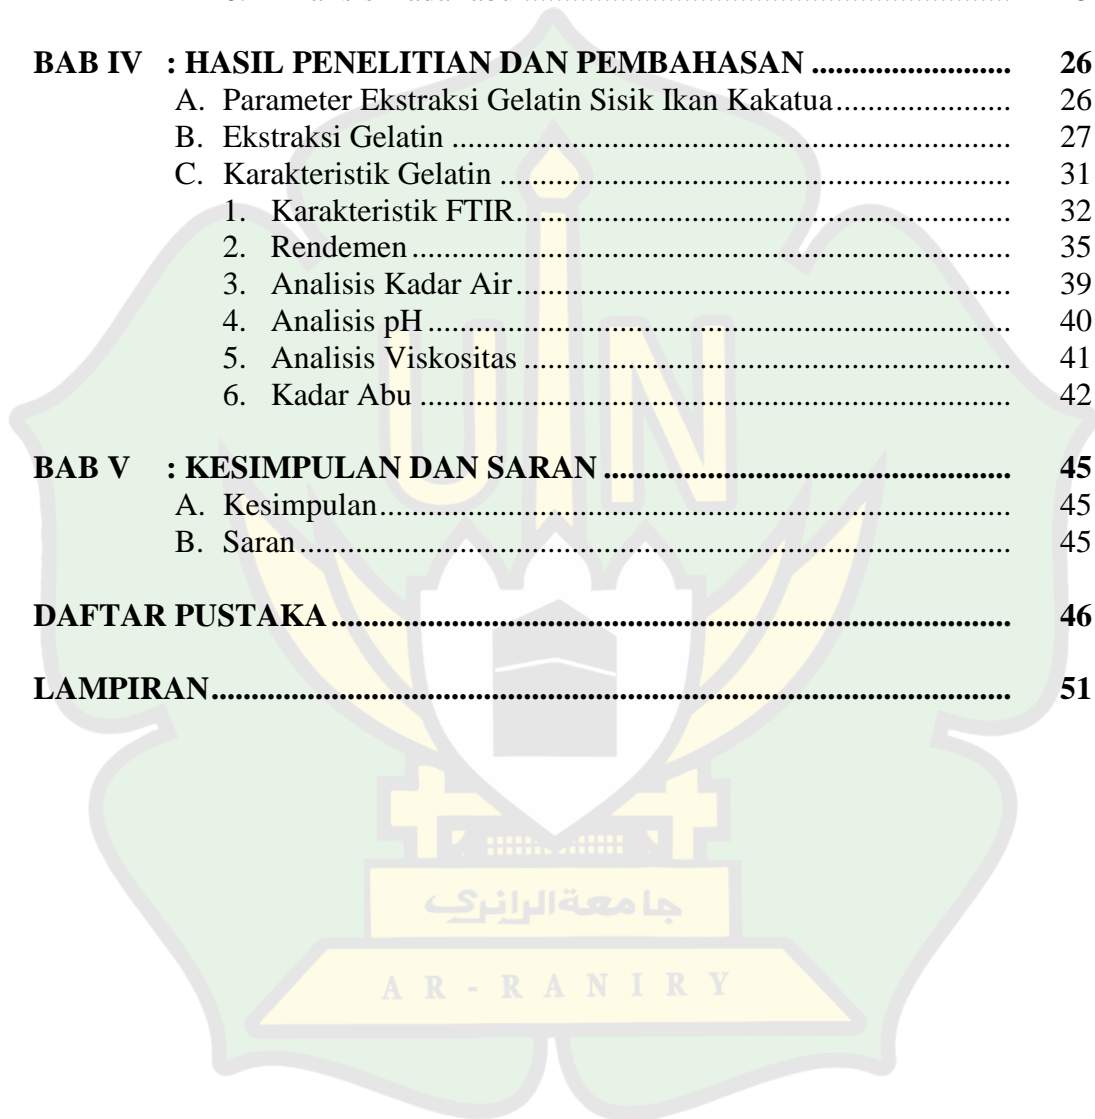 BAB IV : HASIL PENELITIAN DAN PEMBAHASAN ......................... 26
A. Parameter Ekstraksi Gelatin Sisik Ikan Kakatua ...................... 26
B. Ekstraksi Gelatin ...................................................................... 27
C. Karakteristik Gelatin ................................................................ 31
1. Karakteristik FTIR .............................................................. 32
2. Rendemen ........................................................................... 35
3. Analisis Kadar Air .............................................................. 39
4. Analisis pH ......................................................................... 40
5. Analisis Viskositas ............................................................. 41
6. Kadar Abu .......................................................................... 42
BAB V : KESIMPULAN DAN SARAN ................................................... 45
A. Kesimpulan ............................................................................... 45
B. Saran ......................................................................................... 45
DAFTAR PUSTAKA ..................................................................................... 46
LAMPIRAN .................................................................................................... 51
UIN
جامعة الرانري
AR-RANIRY